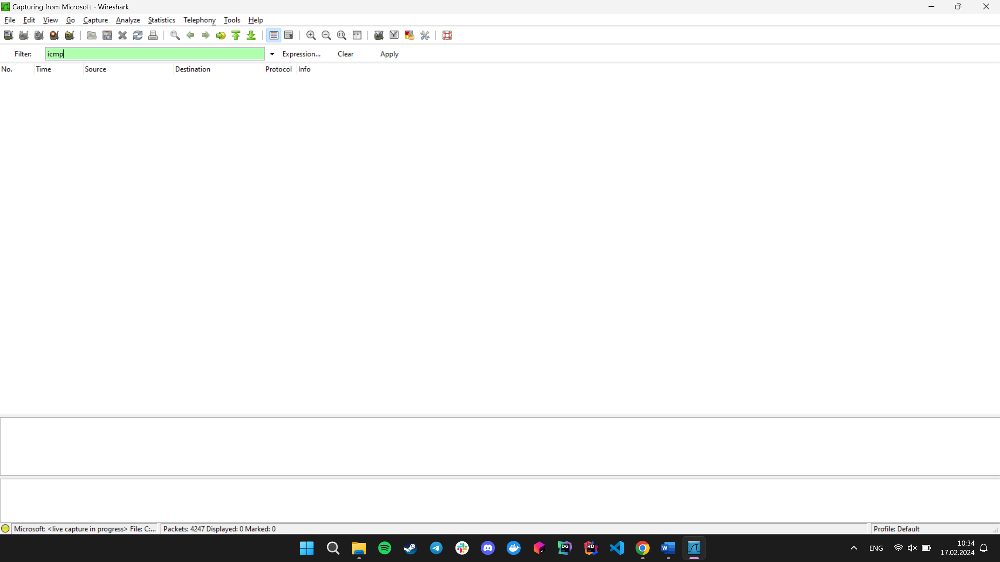 Capturing from Microsoft - Wireshark
File Edit View Go Capture Analyze Statistics Telephony Tools Help
Filter: icmp Expression... Clear Apply
No. Time Source Destination Protocol Info
Microsoft: <live capture in progress> File: C:... Packets: 4247 Displayed: 0 Marked: 0 Profile: Default
DG RD W ENG 10:34
17.02.2024